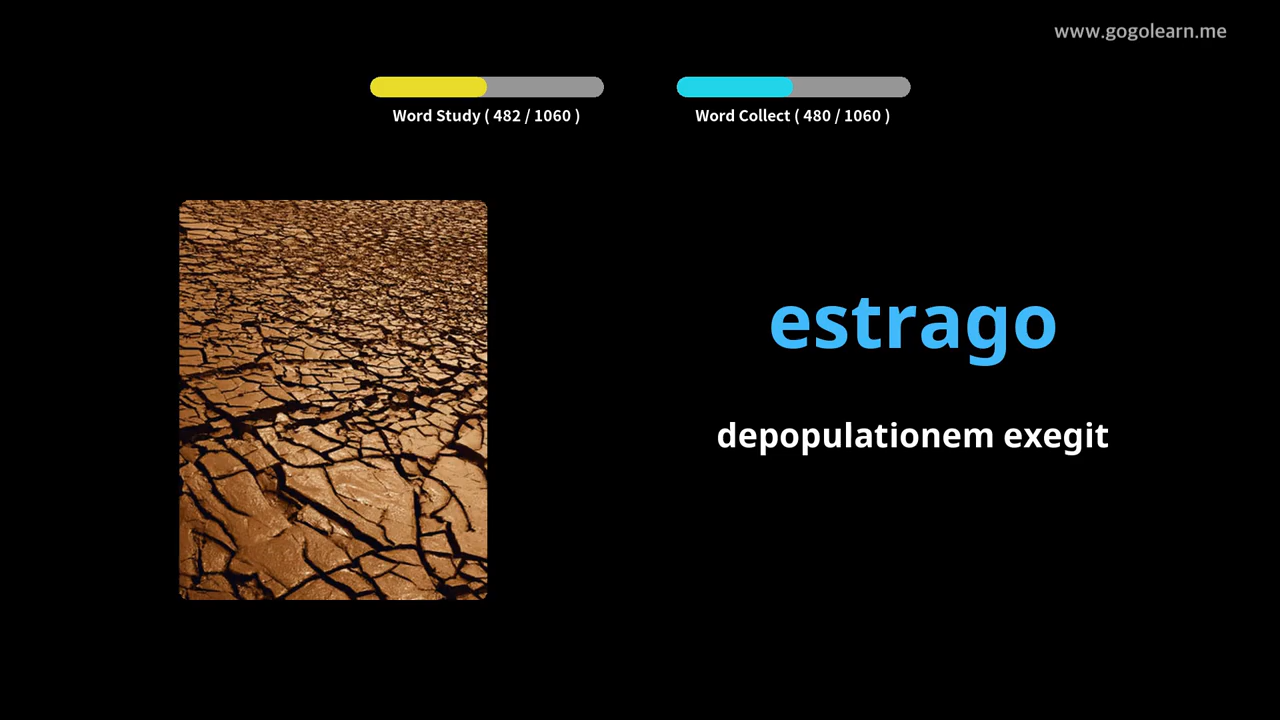 www.gogolearn.me
Word Study ( 482 / 1060 )
Word Collect ( 480 / 1060 )
estrago
depopulationem exegit